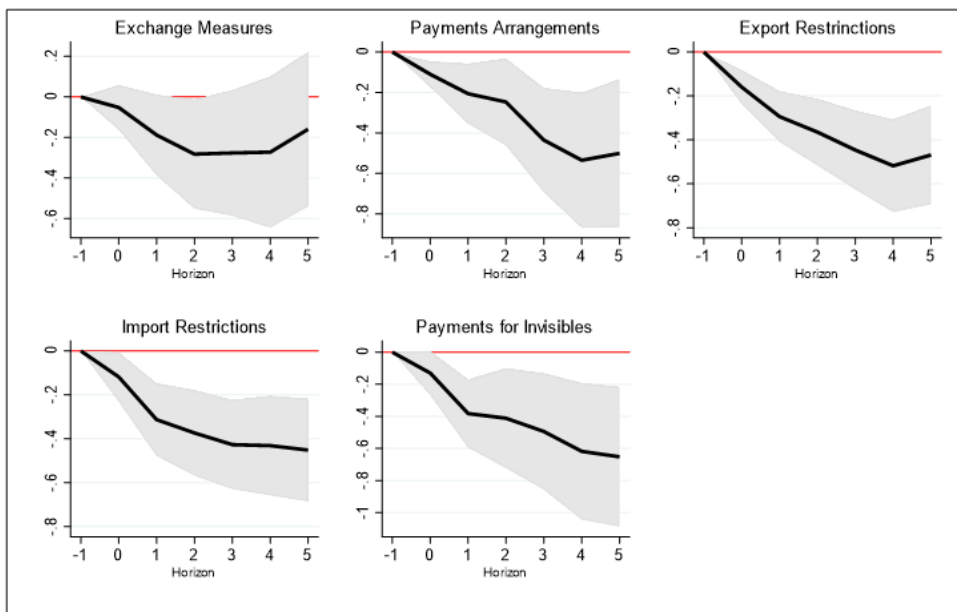 Exchange Measures
.2
0
-.2
-.4
-.6
-1 0 1 2 3 4 5
Horizon
Payments Arrangements
0
-.2
-.4
-.6
-.8
-1 0 1 2 3 4 5
Horizon
Export Restrinctions
0
-.2
-.4
-.6
-.8
-1 0 1 2 3 4 5
Horizon
Import Restrictions
0
-.2
-.4
-.6
-.8
-1 0 1 2 3 4 5
Horizon
Payments for Invisibles
0
-.2
-.4
-.6
-.8
-1
-1 0 1 2 3 4 5
Horizon